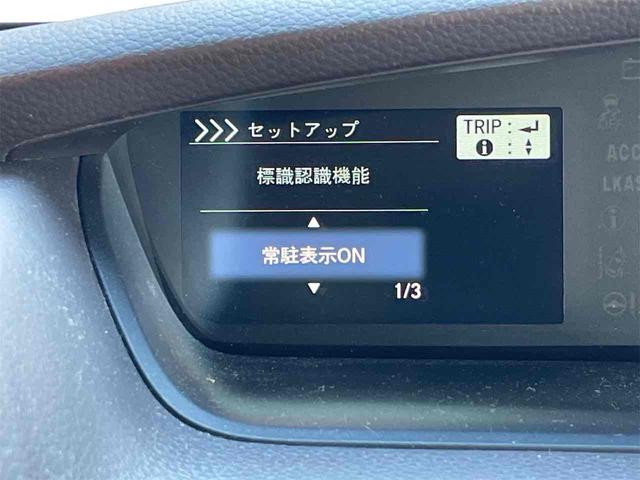 >>> セットアップ
TRIP : ↵
i : ▲▼
標識認識機能
▲
常駐表示ON
▼
1/3
ACC
LKAS